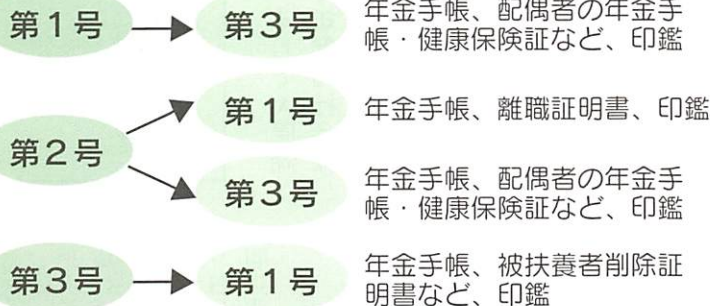 第1号 第3号 年金手帳、配偶者の年金手
帳・健康保険証など、印鑑
第2号
第1号 年金手帳、離職証明書、印鑑
第3号 年金手帳、配偶者の年金手
帳・健康保険証など、印鑑
第3号 第1号 年金手帳、被扶養者削除証
明書など、印鑑